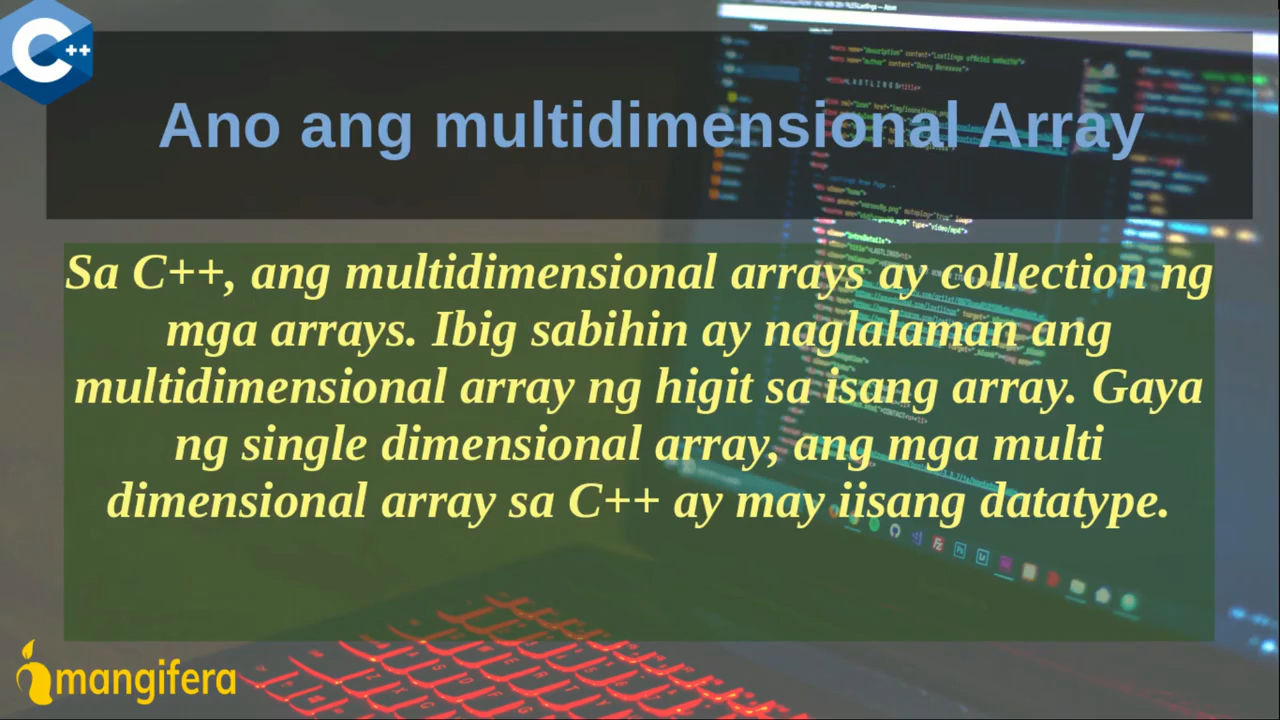 C++
Ano ang multidimensional Array
Sa C++, ang multidimensional arrays ay collection ng
mga arrays. Ibig sabihin ay naglalaman ang
multidimensional array ng higit sa isang array. Gaya
ng single dimensional array, ang mga multi
dimensional array sa C++ ay may iisang datatype.
mangifera